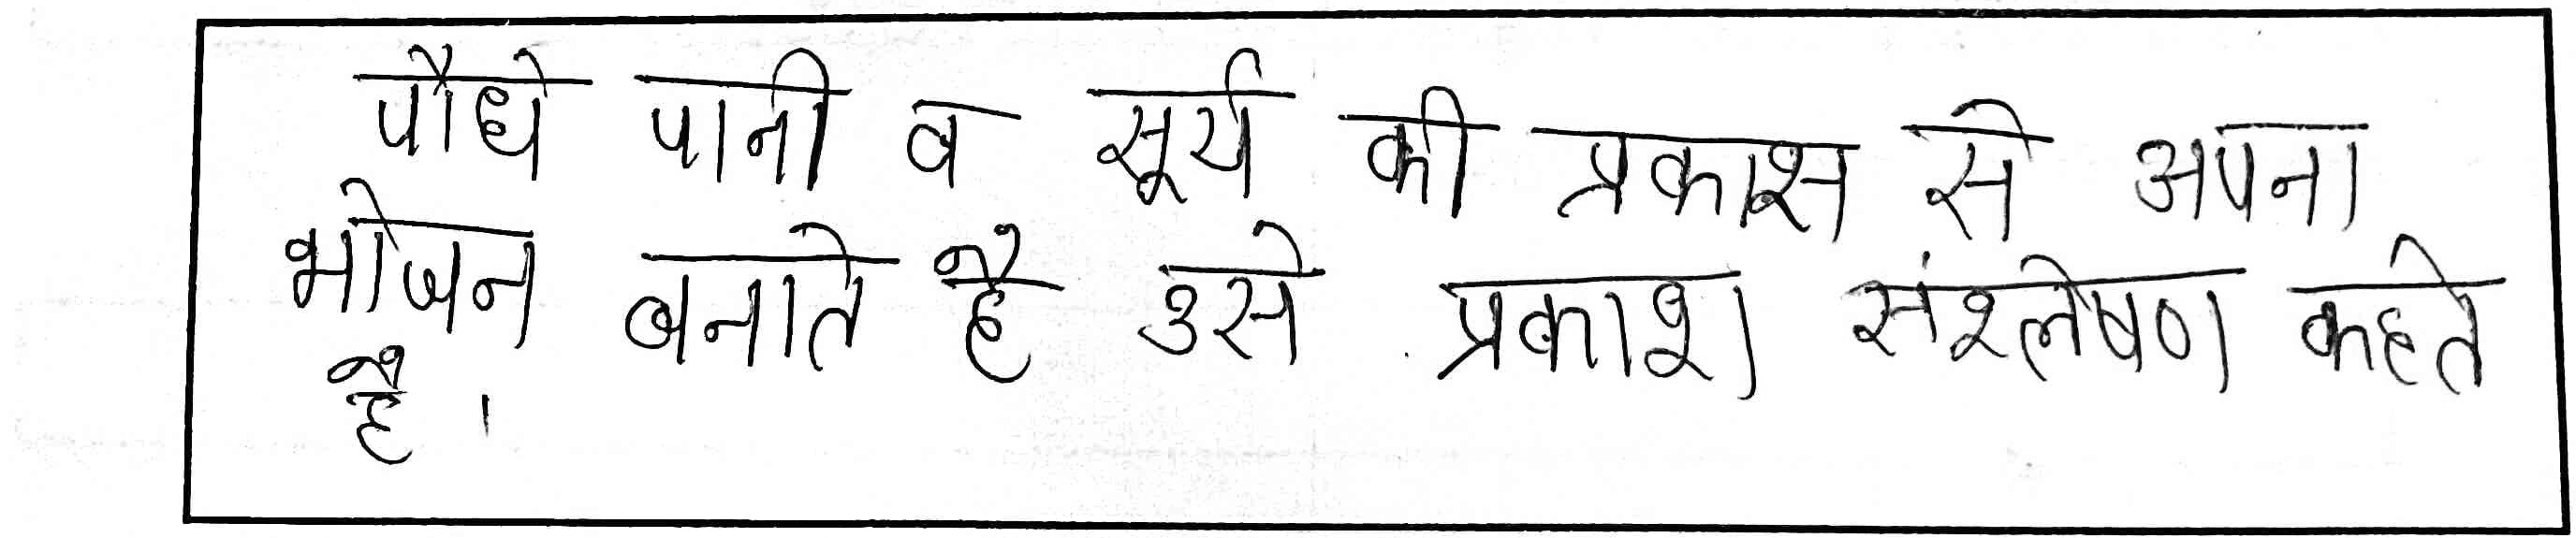 पौधे पानी व सूर्य की प्रकाश से अपना
भोजन बनाते है उसे प्रकाश संश्लेषण कहते
है।